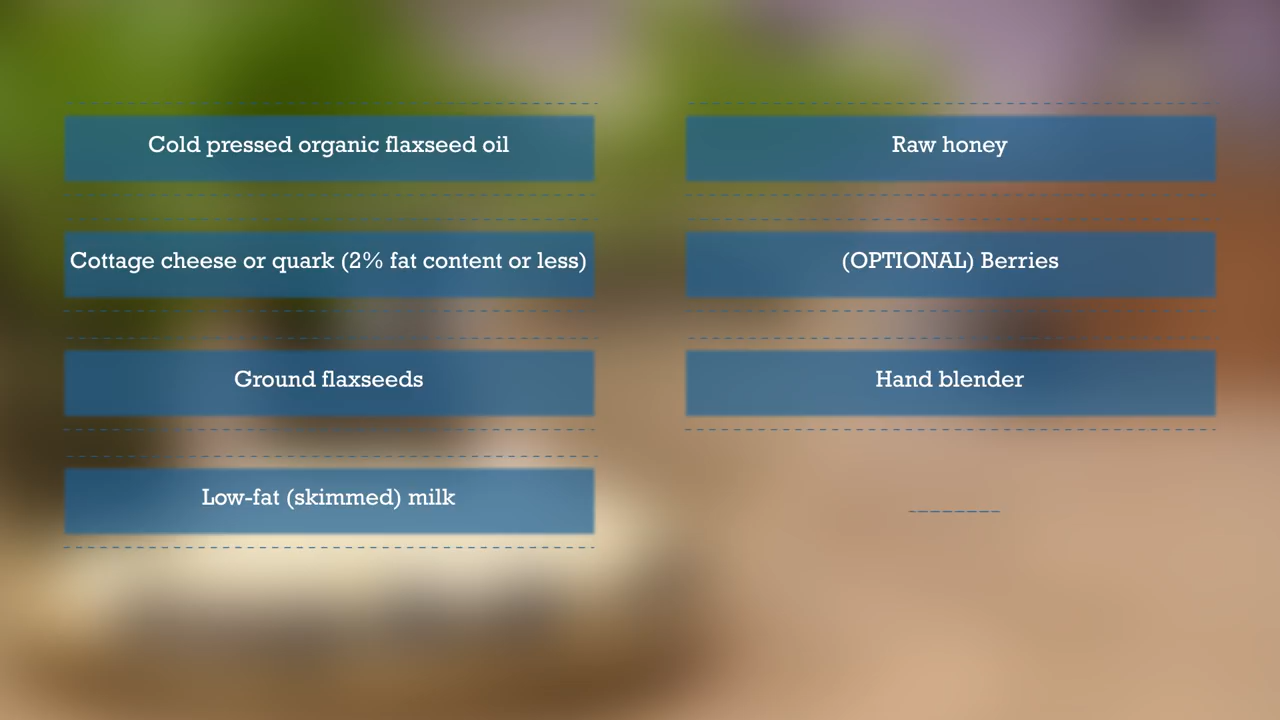 Cold pressed organic flaxseed oil
Cottage cheese or quark (2% fat content or less)
Ground flaxseeds
Low-fat (skimmed) milk
Raw honey
(OPTIONAL) Berries
Hand blender